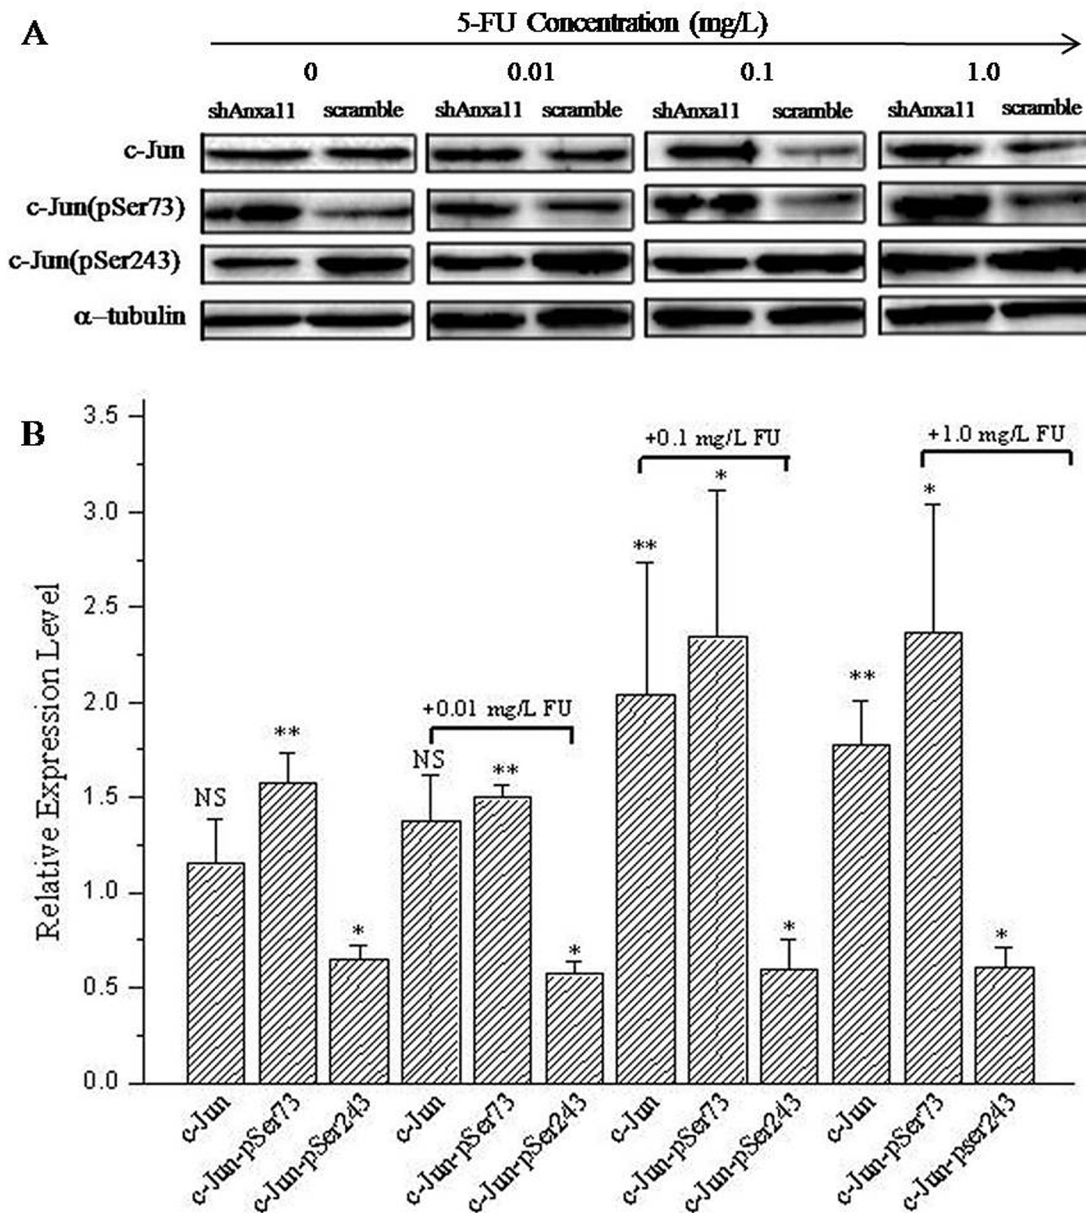 A
5-FU Concentration (mg/L)
0 0.01 0.1 1.0
shAnxa11 scramble shAnxa11 scramble shAnxa11 scramble shAnxa11 scramble
c-Jun
c-Jun(pSer73)
c-Jun(pSer243)
α-tubulin
B
Relative Expression Level
3.5
3.0
2.5
2.0
1.5
1.0
0.5
0.0
NS
**
*
+0.01 mg/L FU
NS
**
*
+0.1 mg/L FU
**
*
*
+1.0 mg/L FU
**
*
*
c-Jun
c-Jun-pSer73
c-Jun-pSer243
c-Jun
c-Jun-pSer73
c-Jun-pSer243
c-Jun
c-Jun-pSer73
c-Jun-pSer243
c-Jun
c-Jun-pSer73
c-Jun-pser243